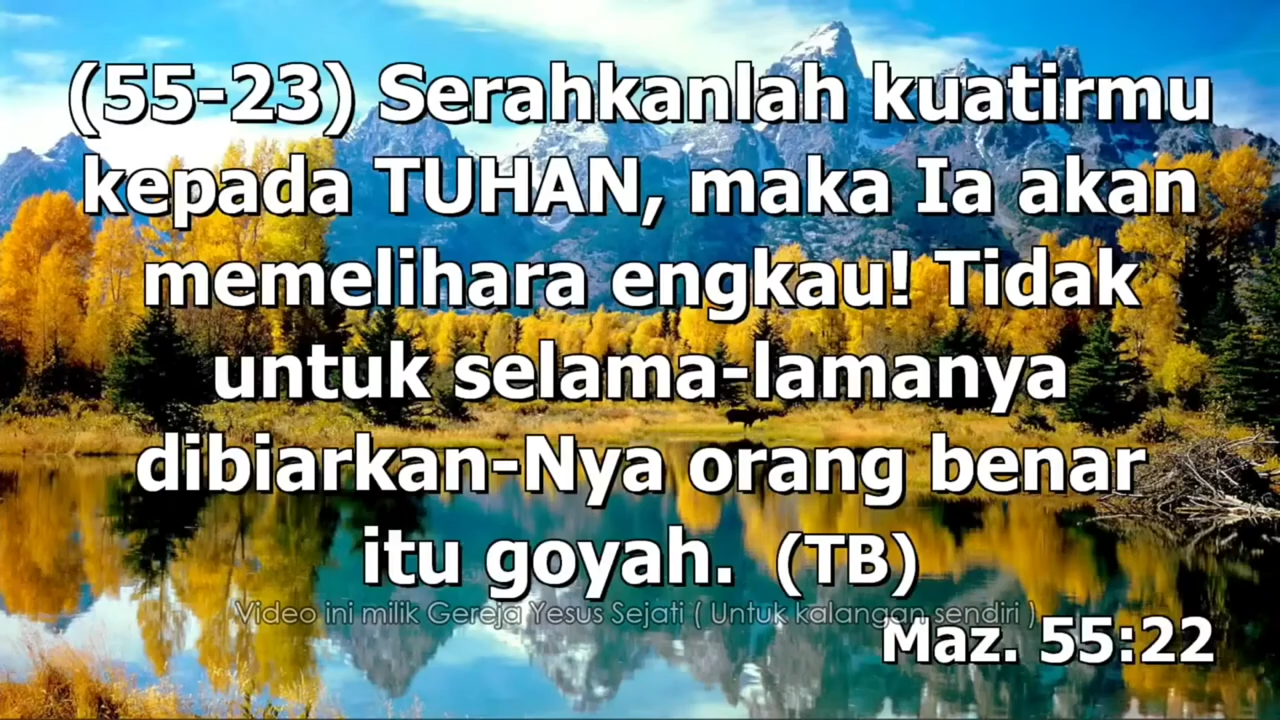 (55-23) Serahkanlah kuatirmu
kepada TUHAN, maka Ia akan
memelihara engkau! Tidak
untuk selama-lamanya
dibiarkan-Nya orang benar
itu goyah. (TB)
Video ini milik Gereja Yesus Sejati ( Untuk kalangan sendiri )
Maz. 55:22